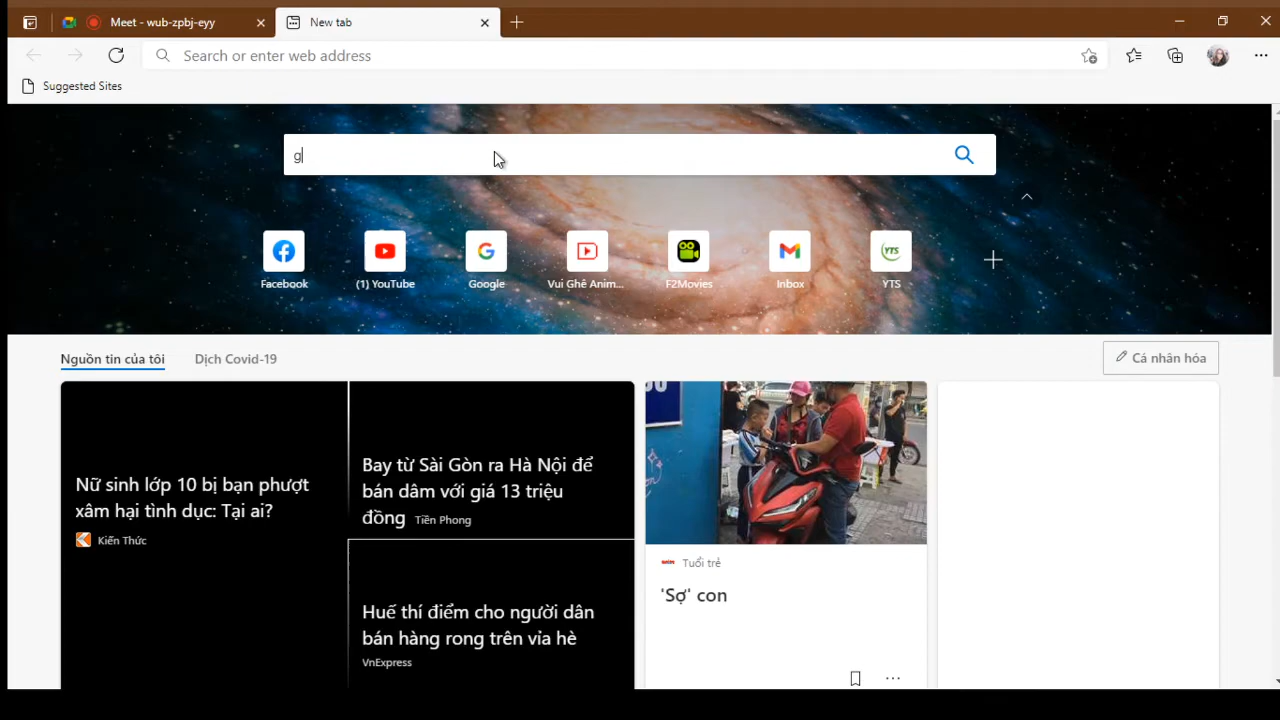 Meet - wub-zpbj-eyy
New tab
Search or enter web address
Suggested Sites
g
Facebook
(1) YouTube
Google
Vui Ghê Anim...
F2Movies
Inbox
YTS
YTS
Nguồn tin của tôi
Dịch Covid-19
Cá nhân hóa
Nữ sinh lớp 10 bị bạn phượt
xâm hại tình dục: Tại ai?
Kiến Thức
Bay từ Sài Gòn ra Hà Nội để
bán dâm với giá 13 triệu
đồng Tiền Phong
Huế thí điểm cho người dân
bán hàng rong trên vỉa hè
VnExpress
Tuổi trẻ
'Sợ' con